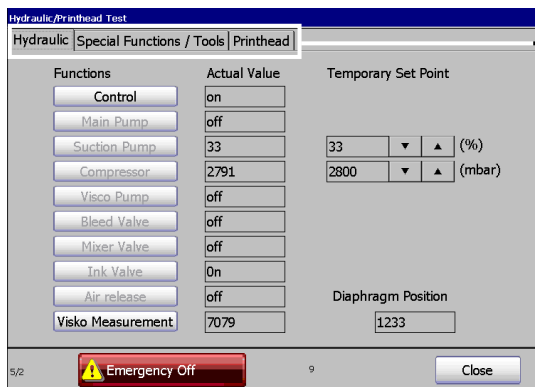 Hydraulic/Printhead Test
Hydraulic Special Functions / Tools Printhead
Functions Actual Value Temporary Set Point
Control on
Main Pump off
Suction Pump 33 33 ▼ ▲ (%)
Compressor 2791 2800 ▼ ▲ (mbar)
Visco Pump off
Bleed Valve off
Mixer Valve off
Ink Valve 0n
Air release off Diaphragm Position
Visko Measurement 7079 1233
5/2 Emergency Off 9 Close